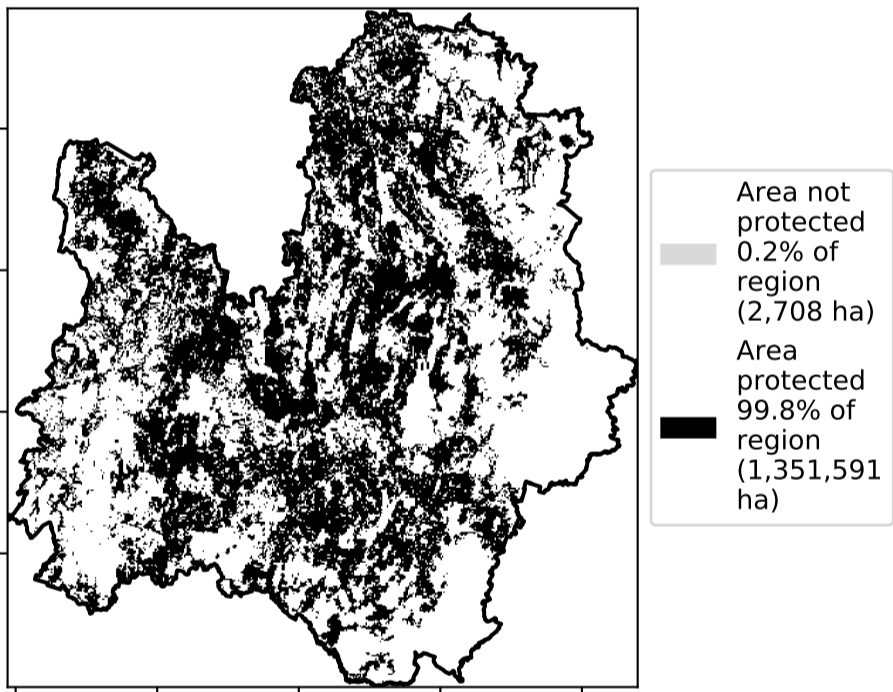 Area not
protected
0.2% of
region
(2,708 ha)
Area
protected
99.8% of
region
(1,351,591
ha)